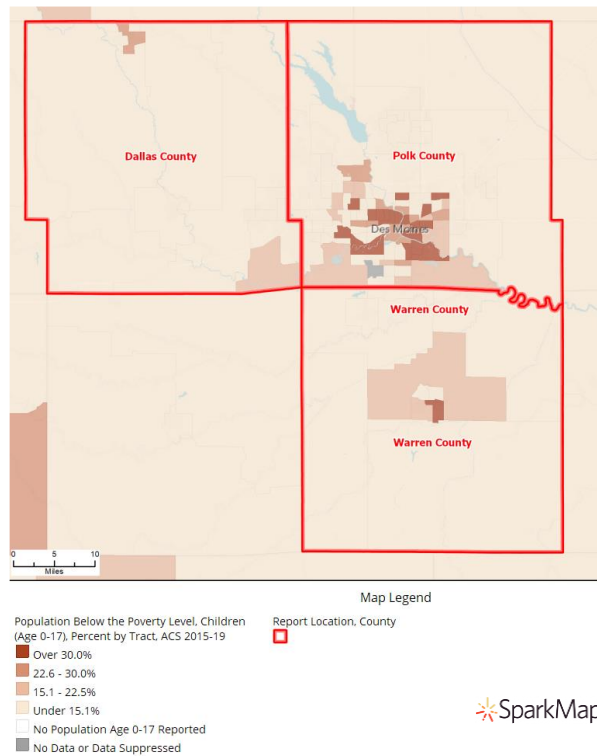 Dallas County
Polk County
Des Moines
Warren County
Warren County
0 5 10
Miles
Map Legend
Population Below the Poverty Level, Children
(Age 0-17), Percent by Tract, ACS 2015-19
Over 30.0%
22.6 - 30.0%
15.1 - 22.5%
Under 15.1%
No Population Age 0-17 Reported
No Data or Data Suppressed
Report Location, County
SparkMap